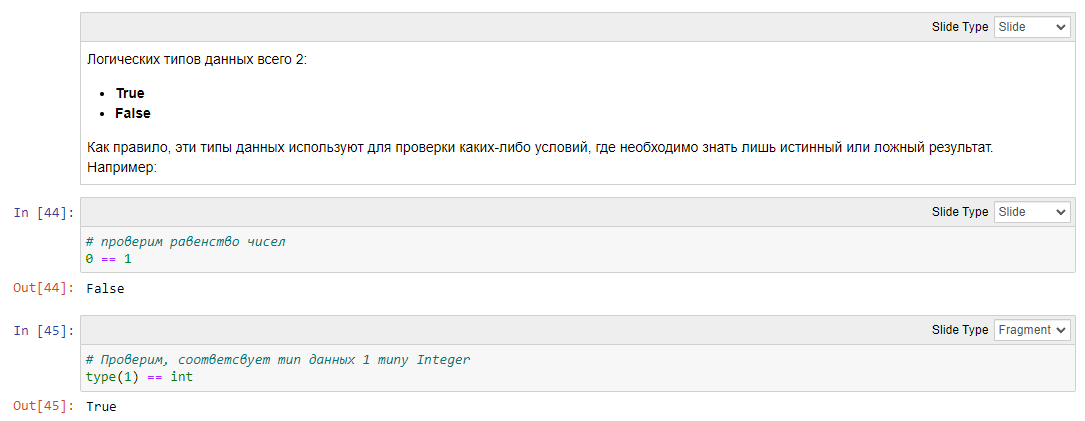 Slide Type Slide
Логических типов данных всего 2:
• True
• False
Как правило, эти типы данных используют для проверки каких-либо условий, где необходимо знать лишь истинный или ложный результат.
Например:
Slide Type Slide
In [44]:
# проверим равенство чисел
0 == 1
Out[44]: False
Slide Type Fragment
In [45]:
# Проверим, соответсвует тип данных 1 типу Integer
type(1) == int
Out[45]: True